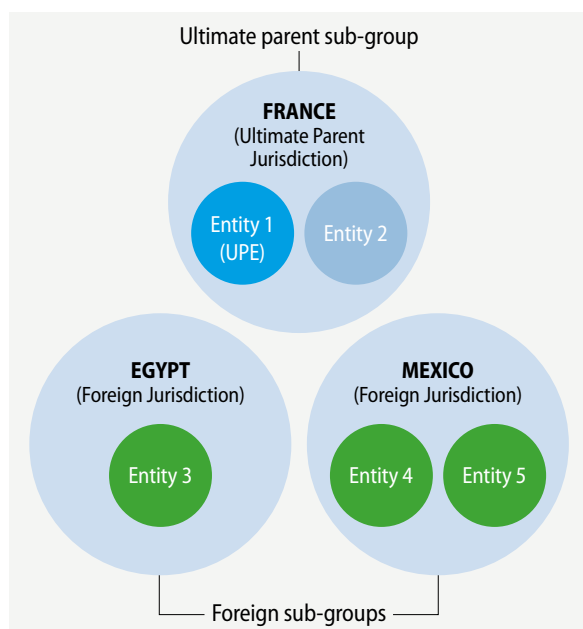 Ultimate parent sub-group
FRANCE
(Ultimate Parent
Jurisdiction)
Entity 1
(UPE)
Entity 2
EGYPT
(Foreign Jurisdiction)
Entity 3
MEXICO
(Foreign Jurisdiction)
Entity 4
Entity 5
Foreign sub-groups